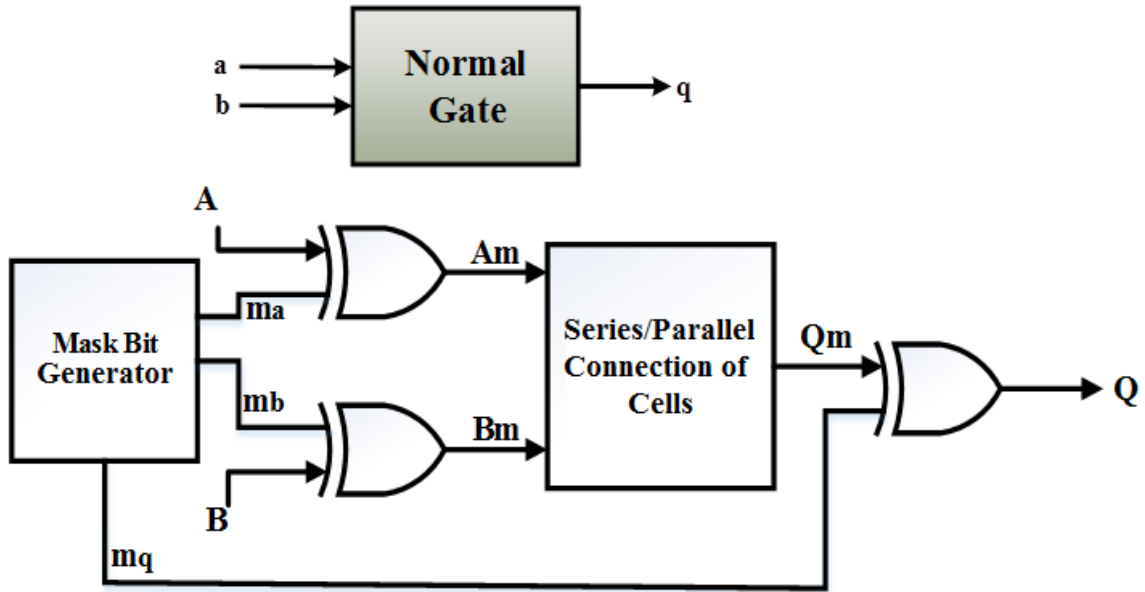 a
b
Normal
Gate
q
A
Am
ma
Mask Bit
Generator
Series/Parallel
Connection of
Cells
Qm
Q
mb
Bm
B
mq